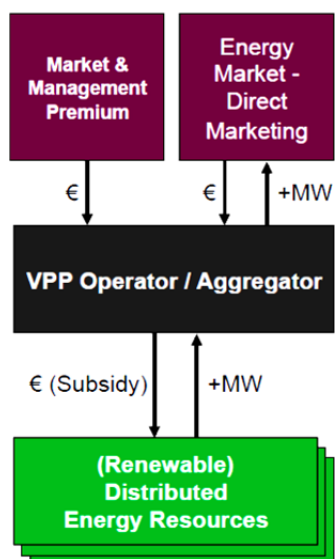 Market &
Management
Premium
Energy
Market -
Direct
Marketing
€
€
+MW
VPP Operator / Aggregator
€ (Subsidy)
+MW
(Renewable)
Distributed
Energy Resources